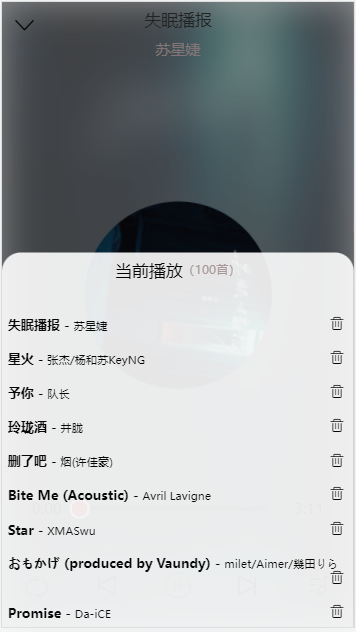 失眠播报
苏星婕
当前播放（100首）
失眠播报 - 苏星婕
星火 - 张杰/杨和苏KeyNG
予你 - 队长
玲珑酒 - 井胧
删了吧 - 烟(许佳豪)
Bite Me (Acoustic) - Avril Lavigne
Star - XMASwu
おもかげ (produced by Vaundy) - milet/Aimer/幾田りら
Promise - Da-iCE